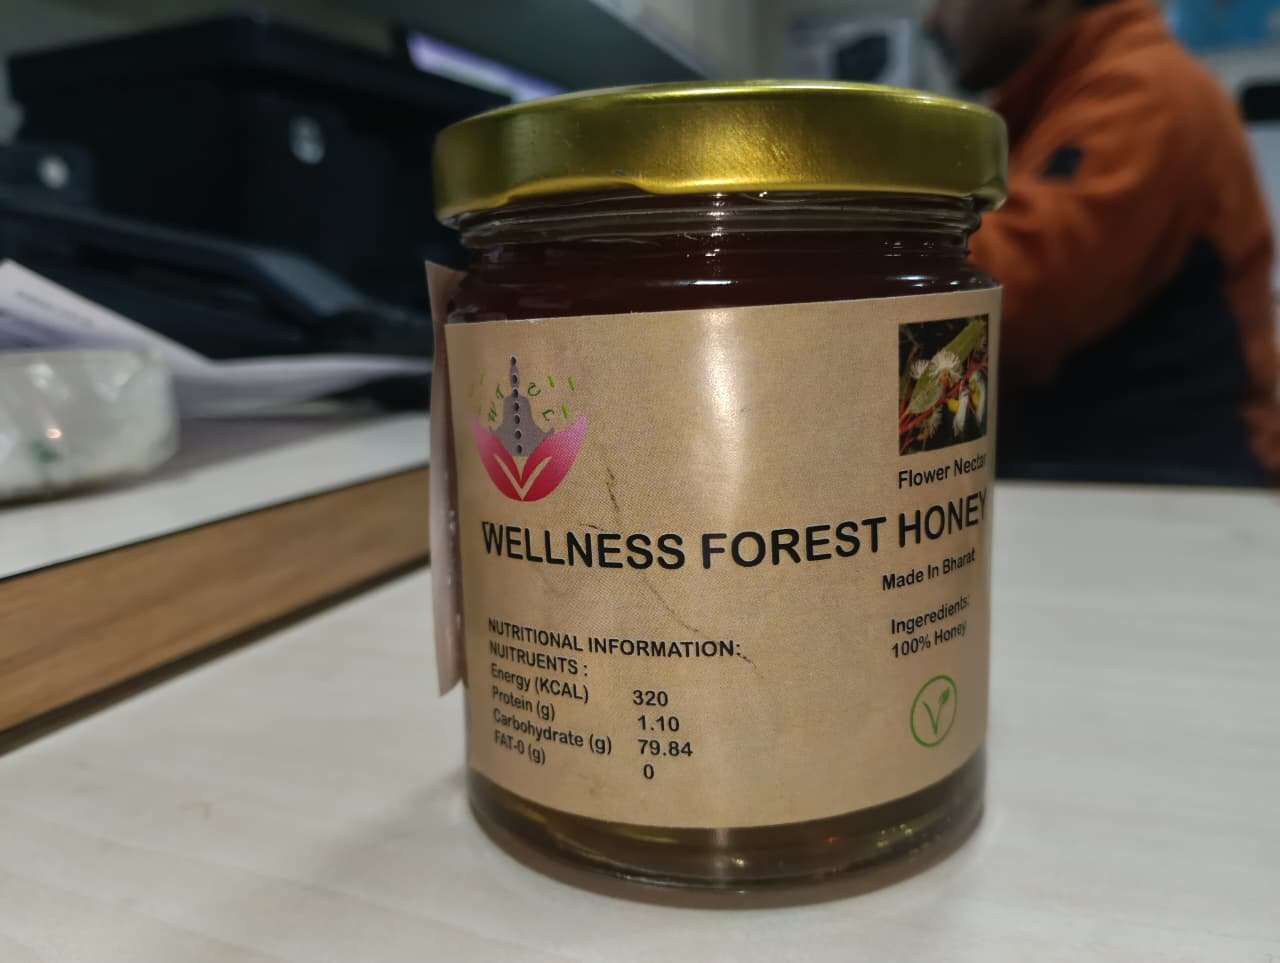 Flower Nectar
WELLNESS FOREST HONEY
Made In Bharat
Ingeredients:
100% Honey
NUTRITIONAL INFORMATION:
NUITRUENTS :
Energy (KCAL) 320
Protein (g) 1.10
Carbohydrate (g) 79.84
FAT-0 (g) 0